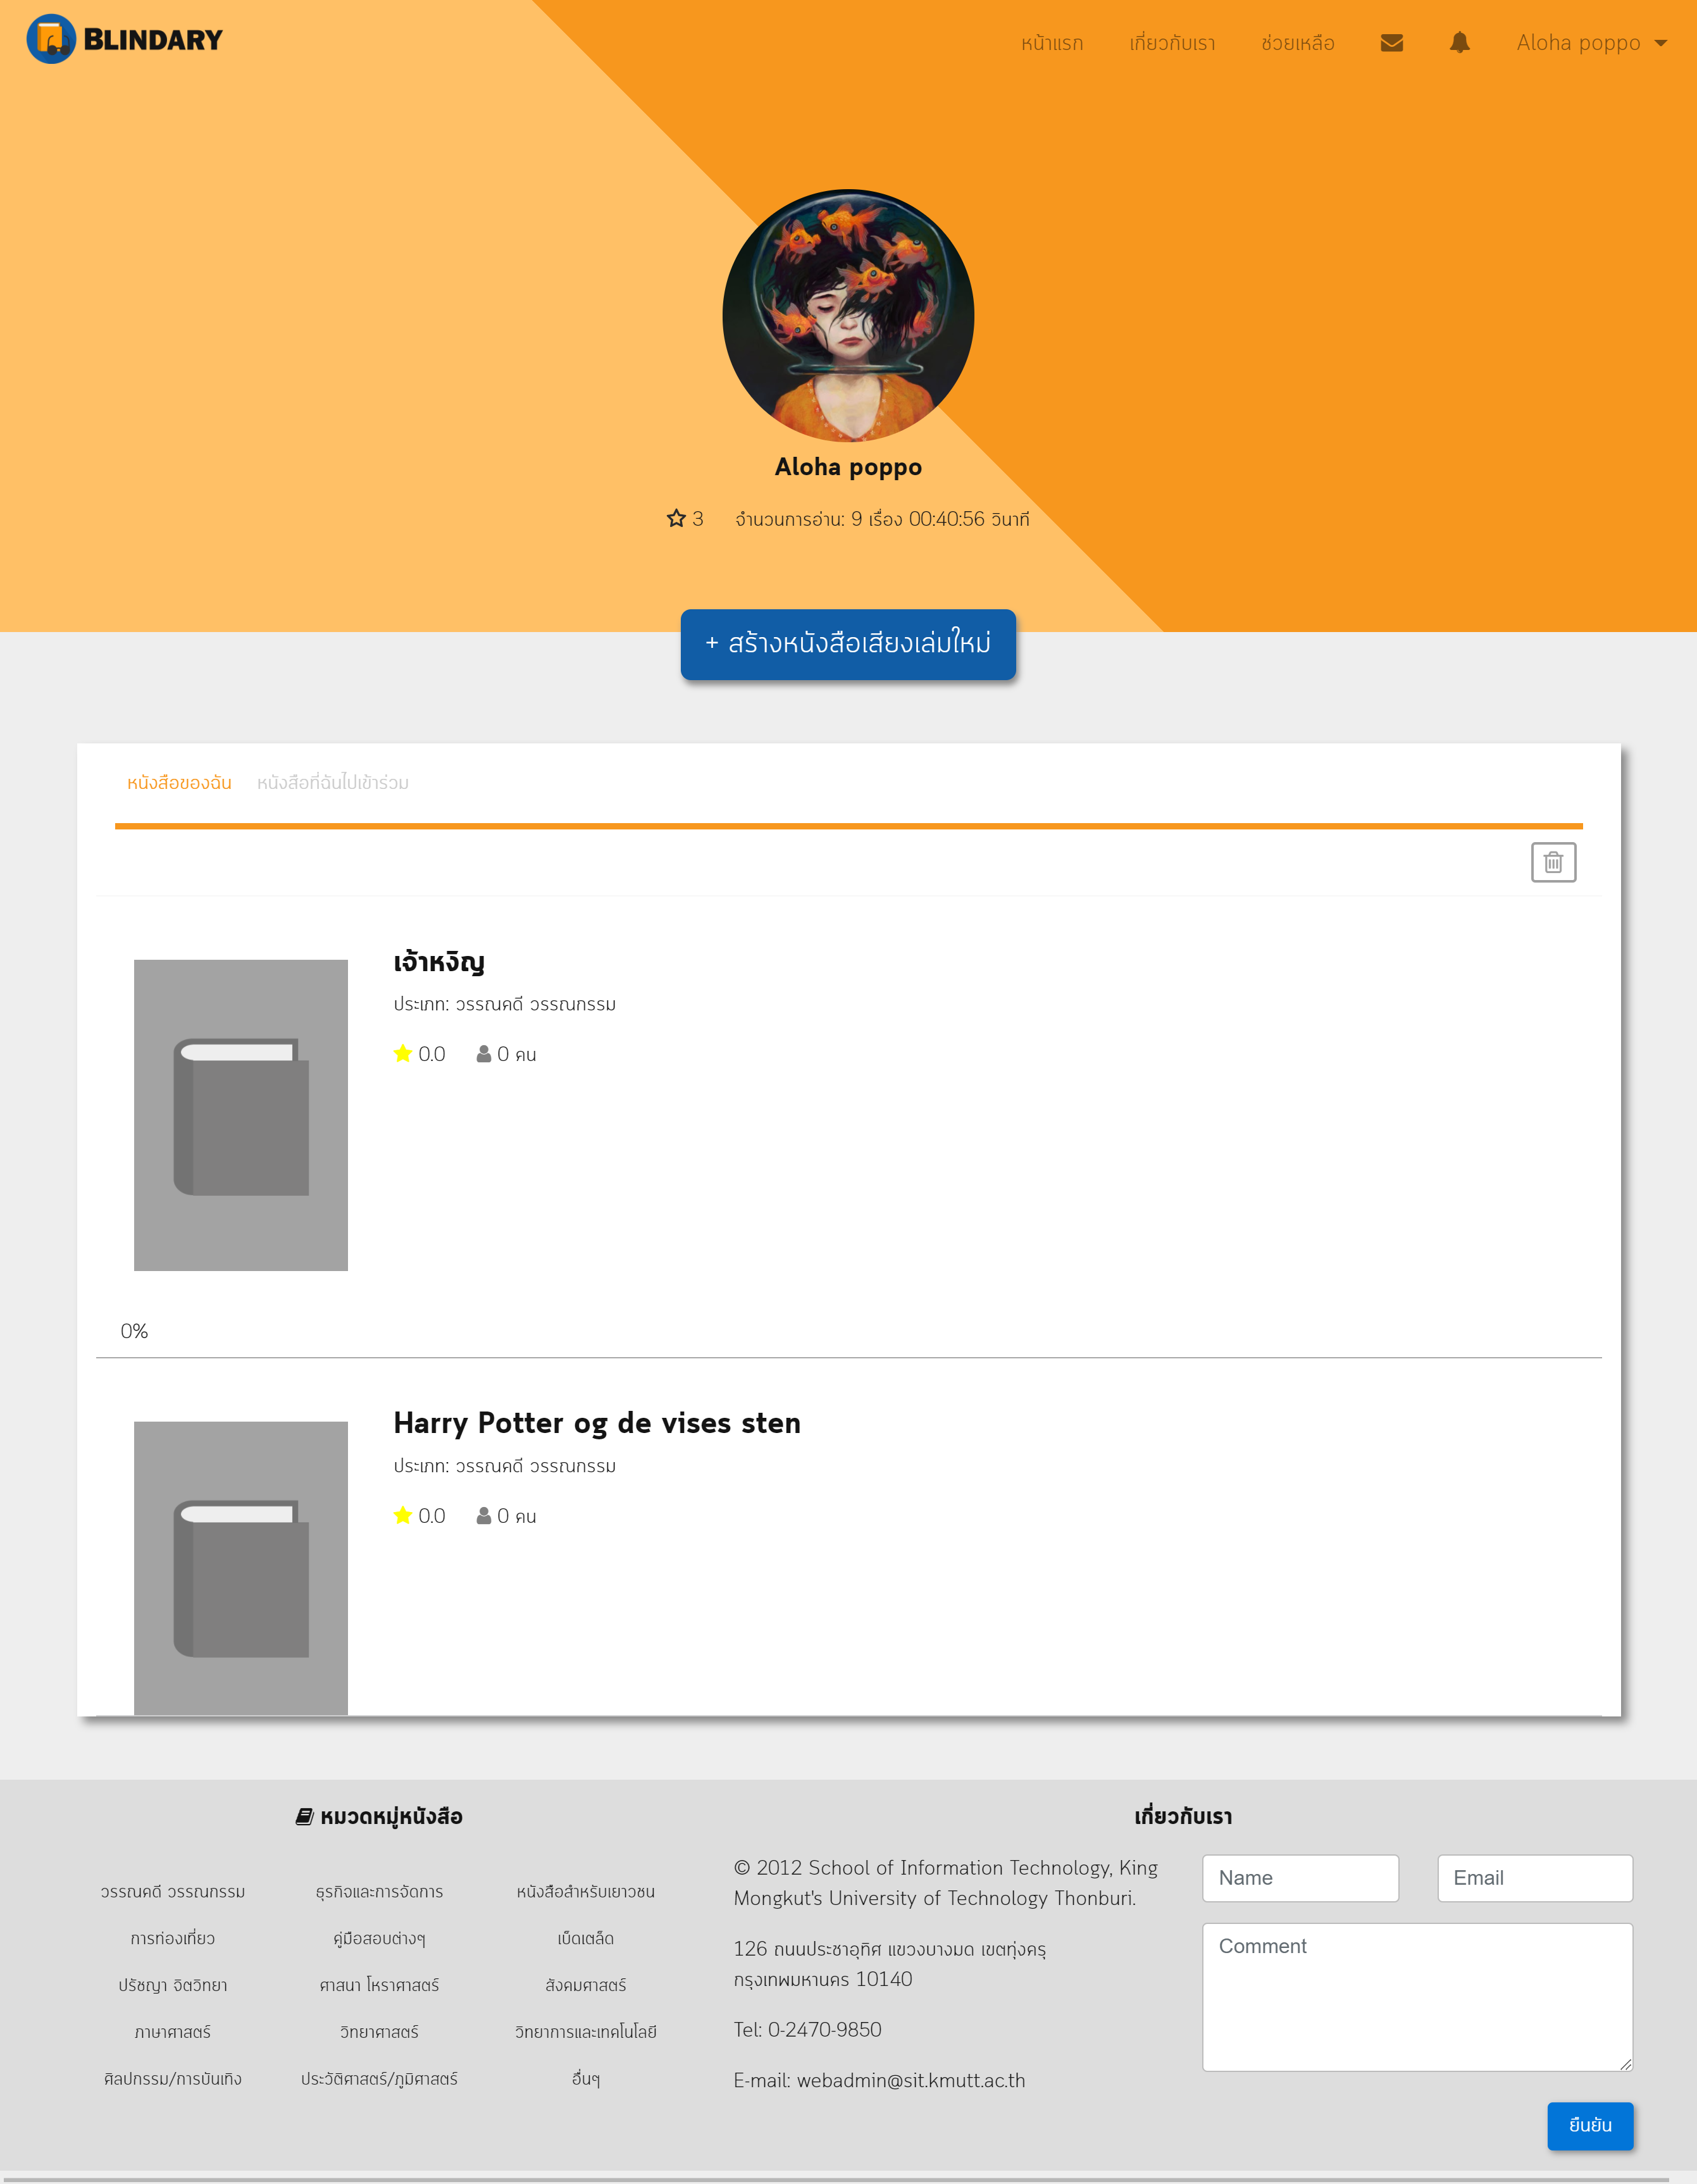 BLINDARY
หน้าแรก เกี่ยวกับเรา ช่วยเหลือ Aloha poppo
Aloha poppo
3 จำนวนการอ่าน: 9 เรื่อง 00:40:56 วินาที
+ สร้างหนังสือเสียงเล่มใหม่
หนังสือของฉัน หนังสือที่ฉันไปเข้าร่วม
เจ้าหงิญ
ประเภท: วรรณคดี วรรณกรรม
0.0 0 คน
0%
Harry Potter og de vises sten
ประเภท: วรรณคดี วรรณกรรม
0.0 0 คน
หมวดหมู่หนังสือ
วรรณคดี วรรณกรรม ธุรกิจและการจัดการ หนังสือสำหรับเยาวชน
การท่องเที่ยว คู่มือสอบต่างๆ เบ็ดเตล็ด
ปรัชญา จิตวิทยา ศาสนา โหราศาสตร์ สังคมศาสตร์
ภาษาศาสตร์ วิทยาศาสตร์ วิทยาการและเทคโนโลยี
ศิลปกรรม/การบันเทิง ประวัติศาสตร์/ภูมิศาสตร์ อื่นๆ
เกี่ยวกับเรา
© 2012 School of Information Technology, King
Mongkut's University of Technology Thonburi.
126 ถนนประชาอุทิศ แขวงบางมด เขตทุ่งครุ
กรุงเทพมหานคร 10140
Tel: 0-2470-9850
E-mail: webadmin@sit.kmutt.ac.th
Name Email
Comment
ยืนยัน